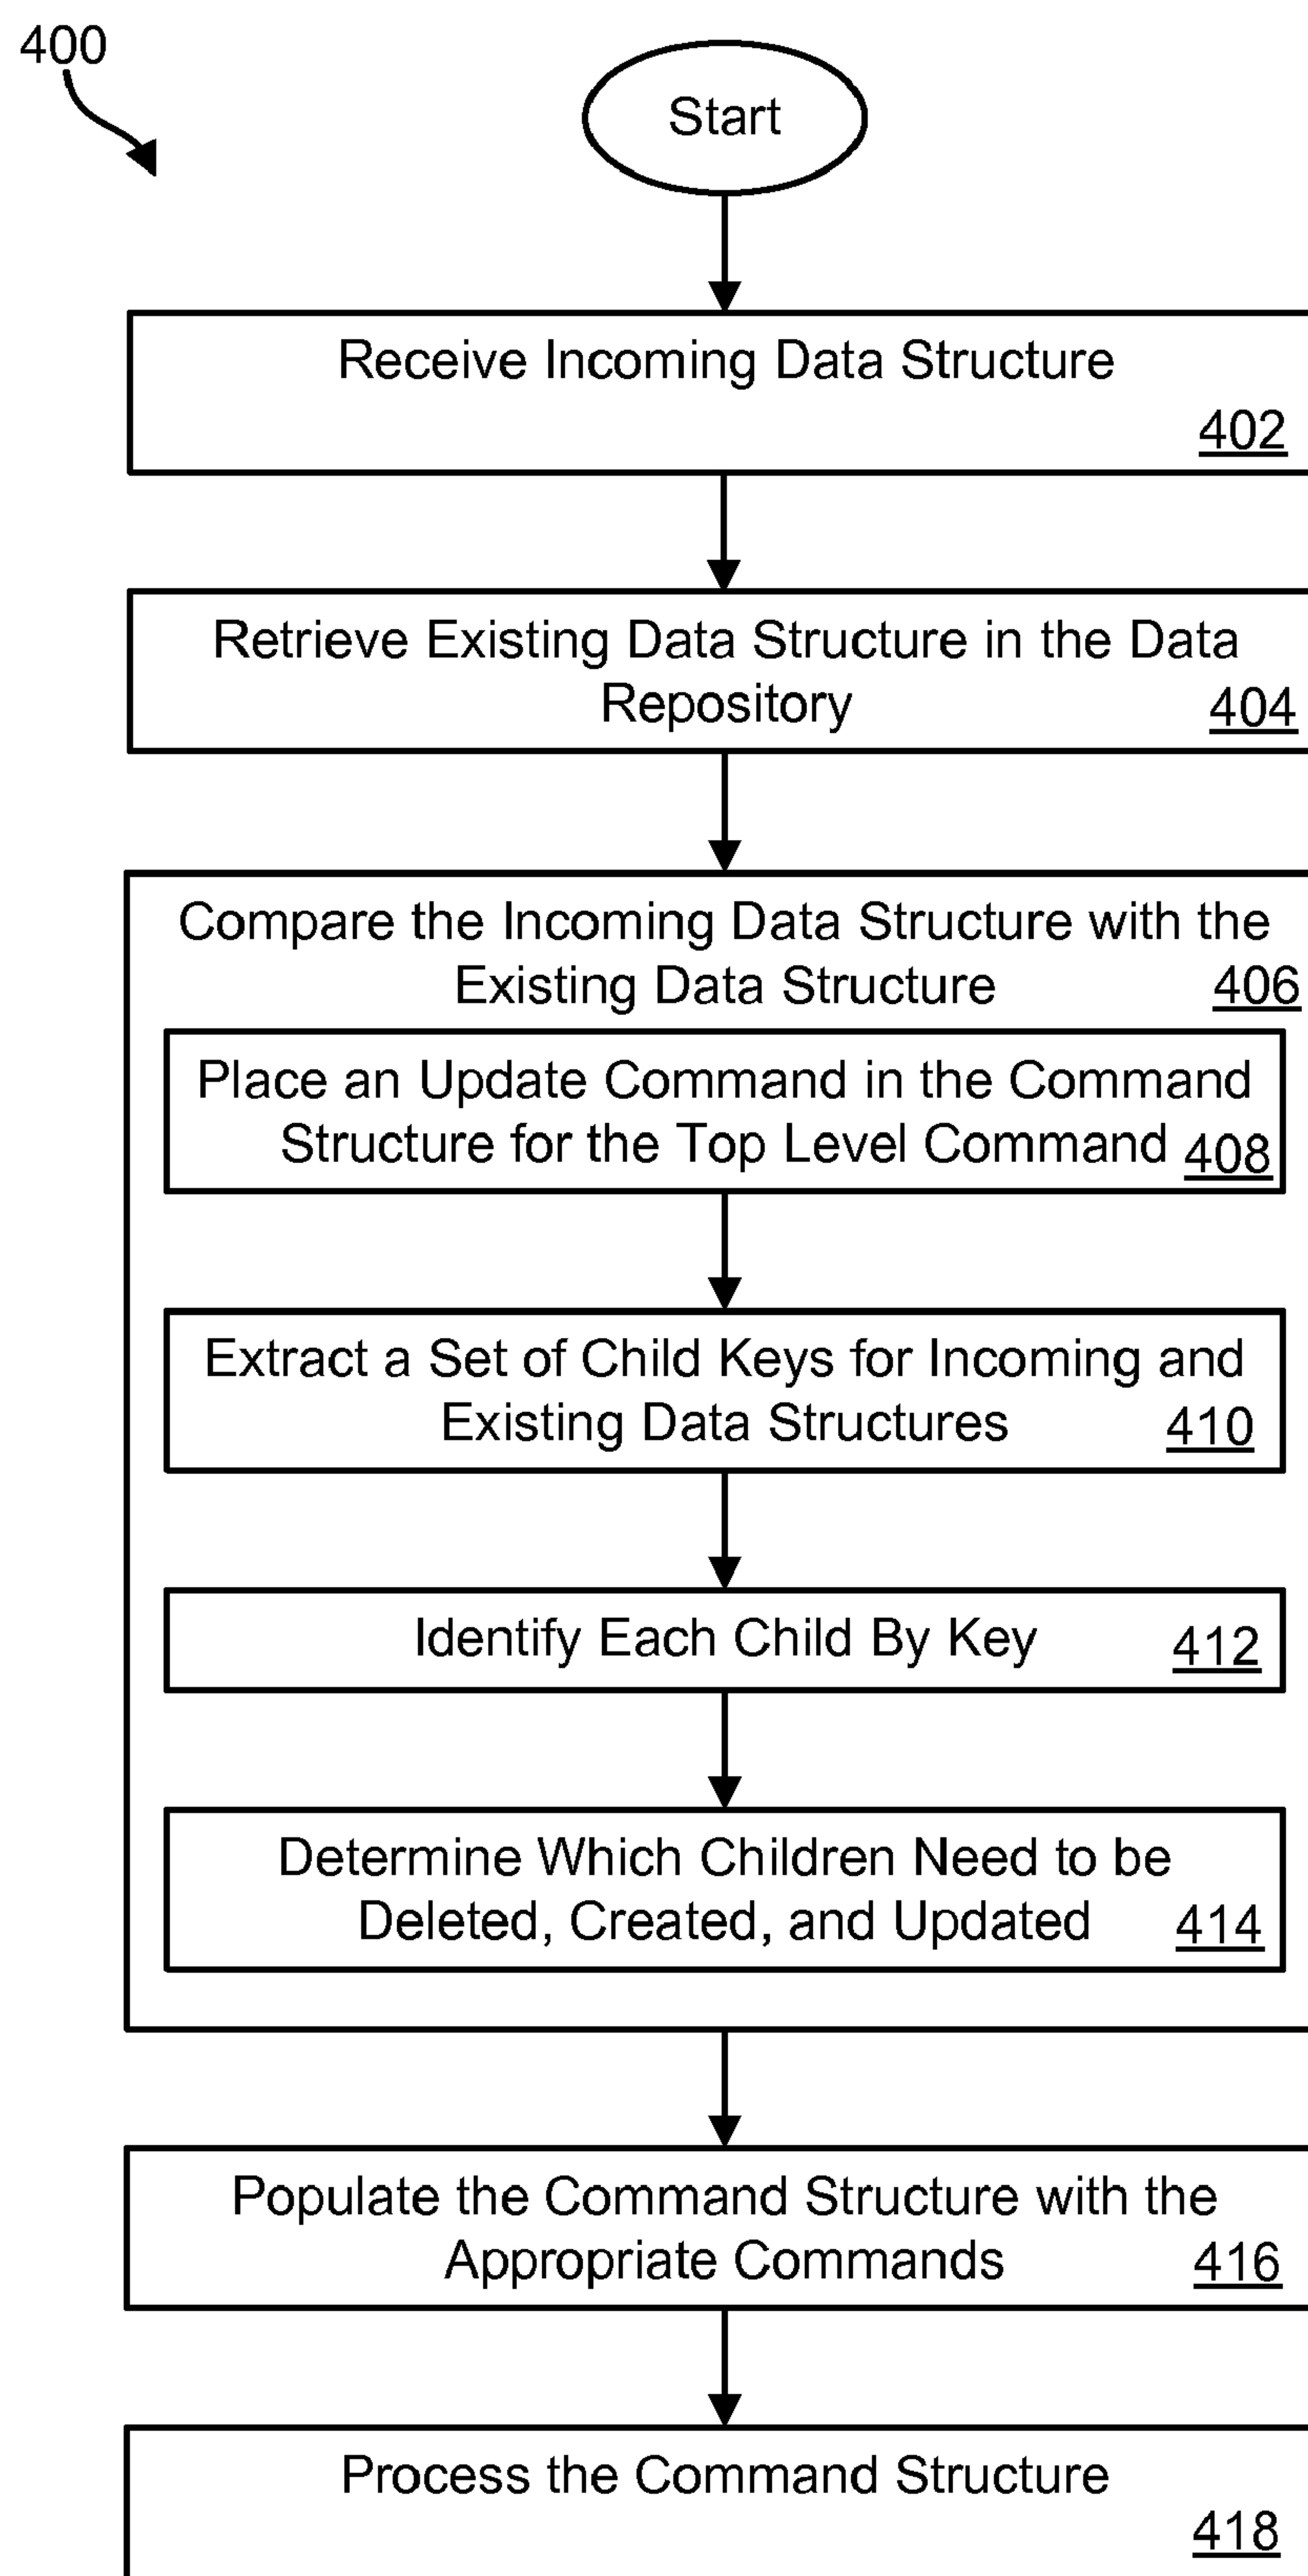 400
Start
Receive Incoming Data Structure
402
Retrieve Existing Data Structure in the Data
Repository
404
Compare the Incoming Data Structure with the
Existing Data Structure
406
Place an Update Command in the Command
Structure for the Top Level Command
408
Extract a Set of Child Keys for Incoming and
Existing Data Structures
410
Identify Each Child By Key
412
Determine Which Children Need to be
Deleted, Created, and Updated
414
Populate the Command Structure with the
Appropriate Commands
416
Process the Command Structure
418